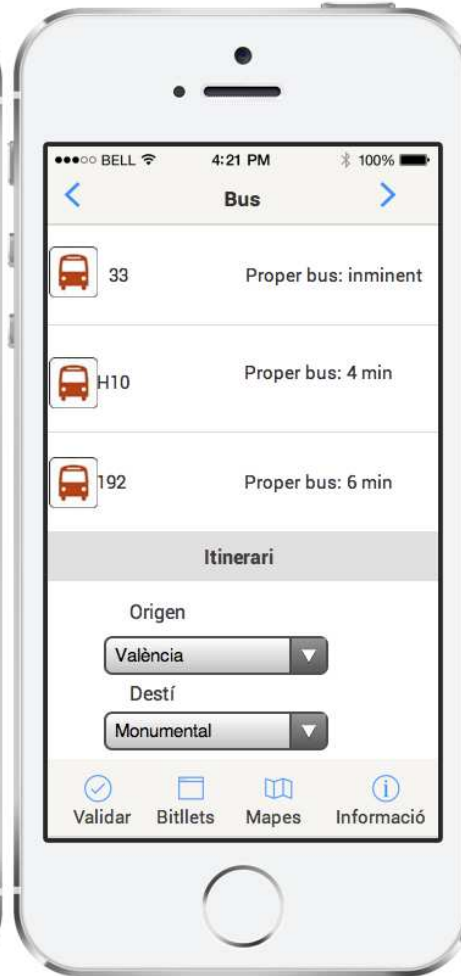 BELL 4:21 PM 100%
Bus
33 Proper bus: inminent
H10 Proper bus: 4 min
192 Proper bus: 6 min
Itinerari
Origen
València
Destí
Monumental
Validar Bitllets Mapes Informació